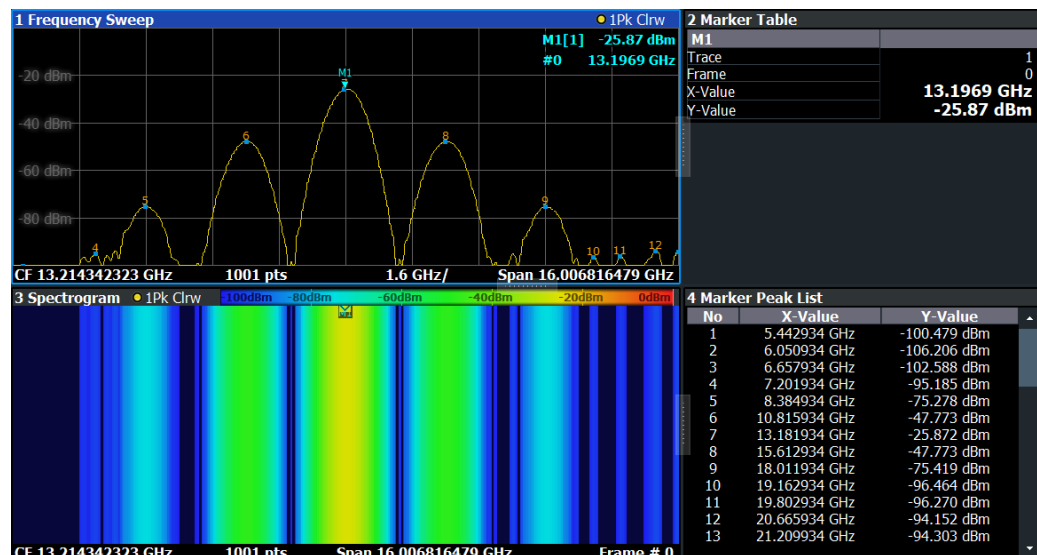 1 Frequency Sweep
1Pk Clrw
M1[1] -25.87 dBm
#0 13.1969 GHz
M1
-20 dBm
-40 dBm
-60 dBm
-80 dBm
4
5
6
7
8
9
10
11
12
CF 13.214342323 GHz 1001 pts 1.6 GHz/ Span 16.006816479 GHz
2 Marker Table
M1
Trace 1
Frame 0
X-Value 13.1969 GHz
Y-Value -25.87 dBm
3 Spectrogram 1Pk Clrw -100dBm -80dBm -60dBm -40dBm -20dBm 0dBm
M1
CF 13.214342323 GHz 1001 pts Span 16.006816479 GHz Frame # 0
4 Marker Peak List
No X-Value Y-Value
1 5.442934 GHz -100.479 dBm
2 6.050934 GHz -106.206 dBm
3 6.657934 GHz -102.588 dBm
4 7.201934 GHz -95.185 dBm
5 8.384934 GHz -75.278 dBm
6 10.815934 GHz -47.773 dBm
7 13.181934 GHz -25.872 dBm
8 15.612934 GHz -47.773 dBm
9 18.011934 GHz -75.419 dBm
10 19.162934 GHz -96.464 dBm
11 19.802934 GHz -96.270 dBm
12 20.665934 GHz -94.152 dBm
13 21.209934 GHz -94.303 dBm